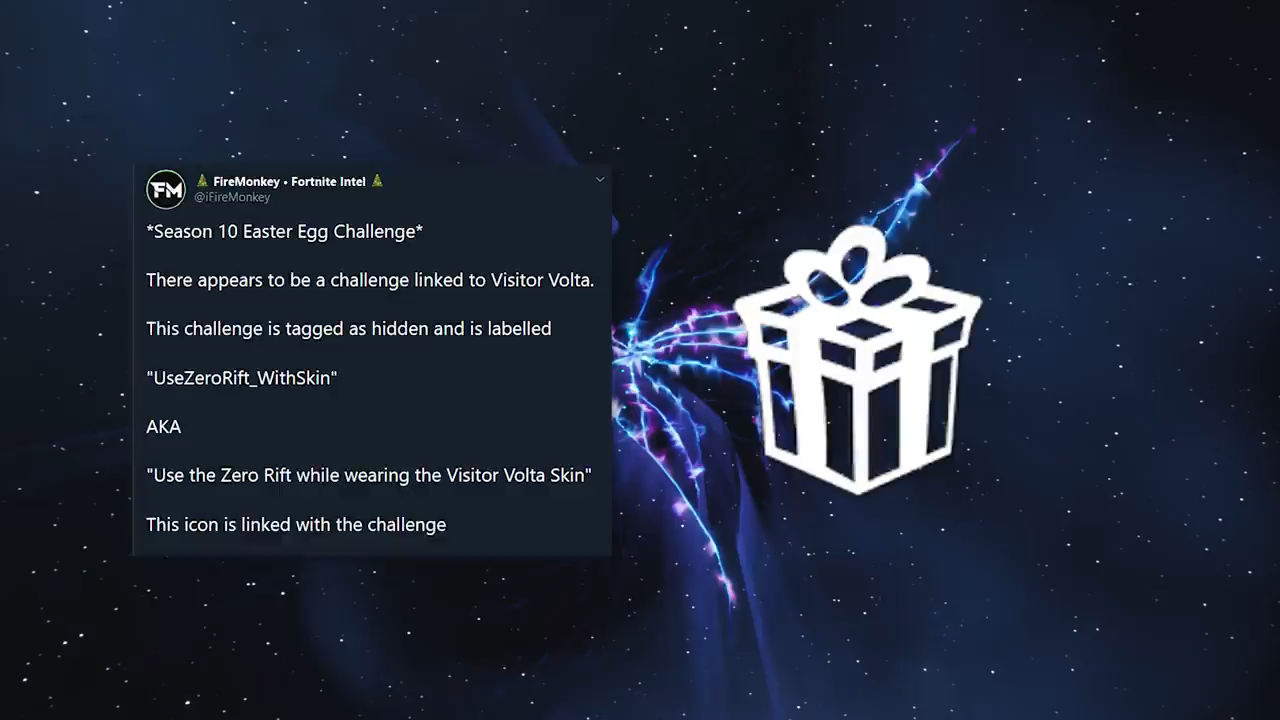 FM
FireMonkey • Fortnite Intel
@iFireMonkey
*Season 10 Easter Egg Challenge*
There appears to be a challenge linked to Visitor Volta.
This challenge is tagged as hidden and is labelled
"UseZeroRift_WithSkin"
AKA
"Use the Zero Rift while wearing the Visitor Volta Skin"
This icon is linked with the challenge